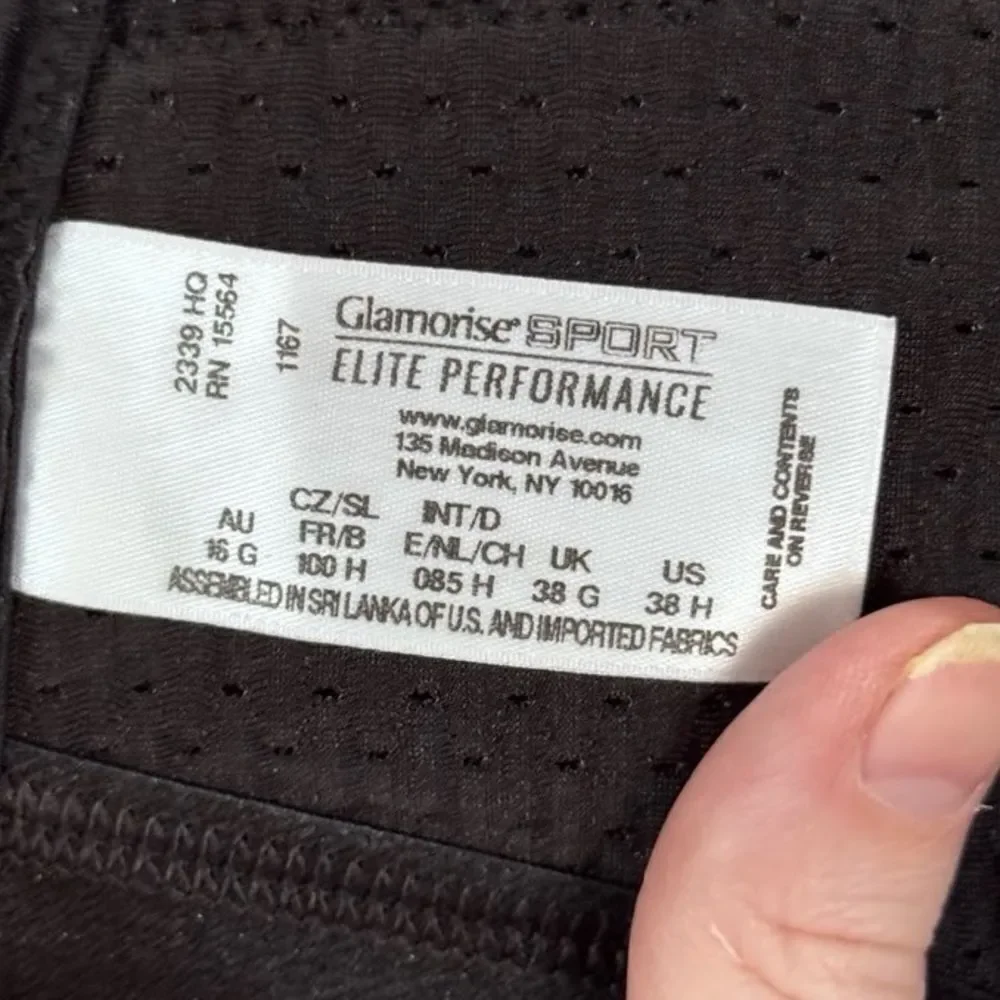 2339 HQ
RN 15564
1167
Glamorise® SPORT
ELITE PERFORMANCE
www.glamorise.com
135 Madison Avenue
New York, NY 10016
CZ/SL INT/D
AU FR/B E/NL/CH UK US
16 G 100 H 085 H 38 G 38 H
ASSEMBLED IN SRI LANKA OF U.S. AND IMPORTED FABRICS
CARE AND CONTENTS
ON REVERSE